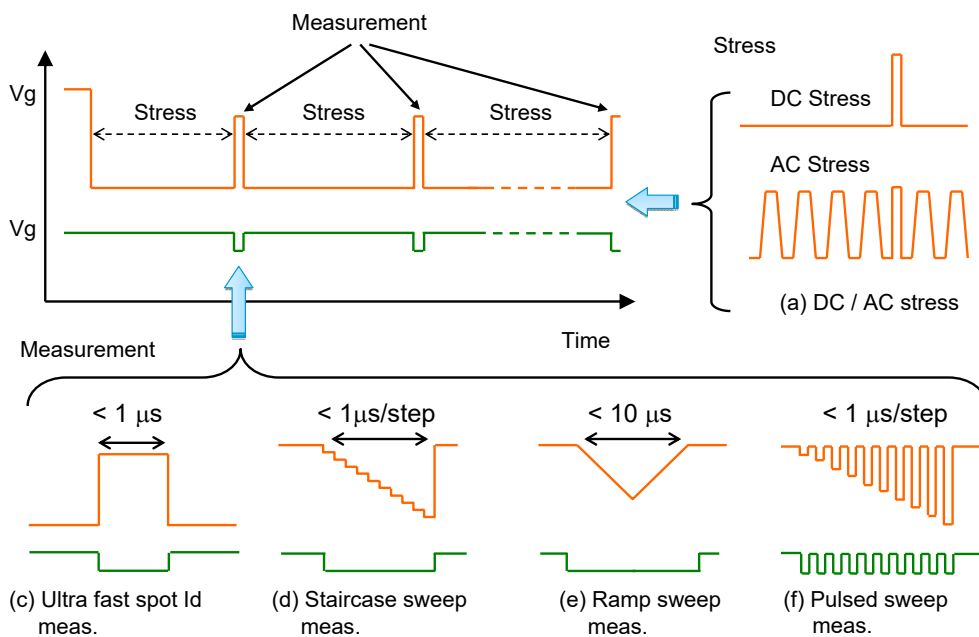 Measurement
Stress
Vg
DC Stress
Stress
Stress
Stress
AC Stress
Vg
(a) DC / AC stress
Time
Measurement
< 1 μs
< 1μs/step
< 10 μs
< 1 μs/step
(c) Ultra fast spot Id
meas.
(d) Staircase sweep
meas.
(e) Ramp sweep
meas.
(f) Pulsed sweep
meas.